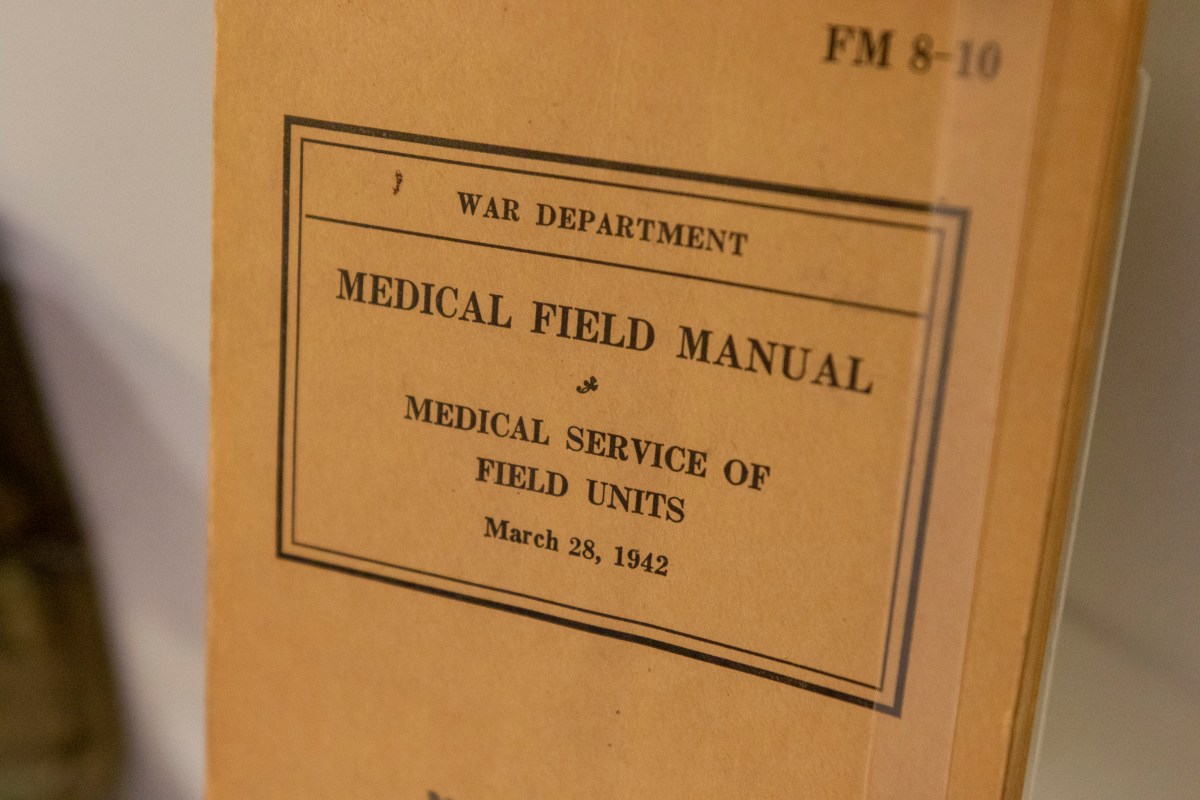 FM 8-10
WAR DEPARTMENT
MEDICAL FIELD MANUAL
MEDICAL SERVICE OF
FIELD UNITS
March 28, 1942